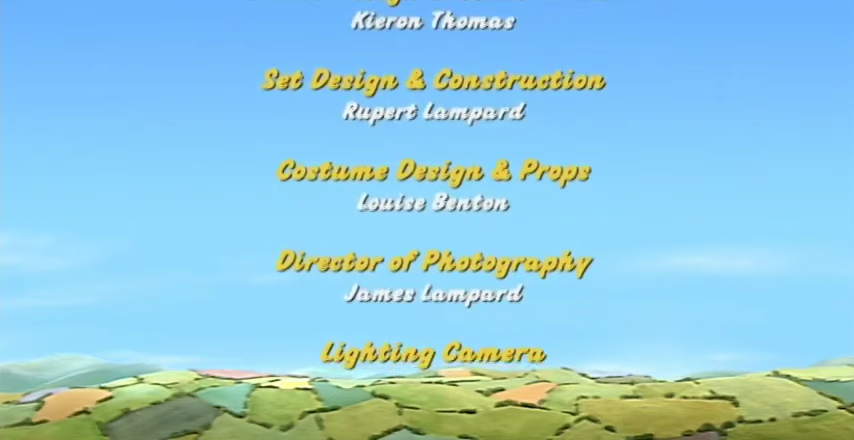 Kieron Thomas
Set Design & Construction
Rupert Lampard
Costume Design & Props
Louise Benton
Director of Photography
James Lampard
Lighting Camera